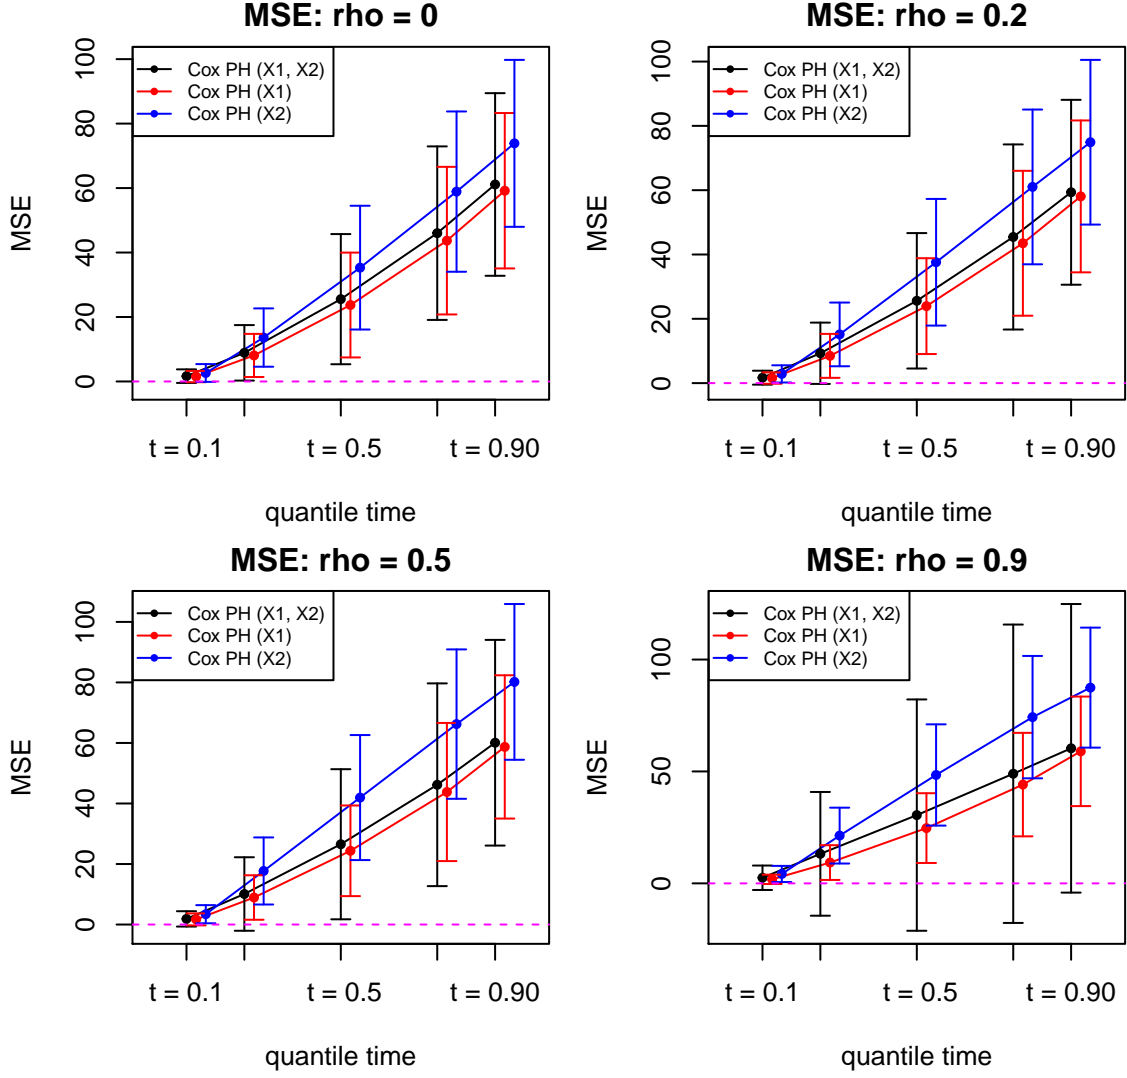 MSE: rho = 0
MSE
0
20
40
60
80
100
Cox PH (X1, X2)
Cox PH (X1)
Cox PH (X2)
t = 0.1
t = 0.5
t = 0.90
quantile time
MSE: rho = 0.2
MSE
0
20
40
60
80
100
Cox PH (X1, X2)
Cox PH (X1)
Cox PH (X2)
t = 0.1
t = 0.5
t = 0.90
quantile time
MSE: rho = 0.5
MSE
0
20
40
60
80
100
Cox PH (X1, X2)
Cox PH (X1)
Cox PH (X2)
t = 0.1
t = 0.5
t = 0.90
quantile time
MSE: rho = 0.9
MSE
0
50
100
Cox PH (X1, X2)
Cox PH (X1)
Cox PH (X2)
t = 0.1
t = 0.5
t = 0.90
quantile time